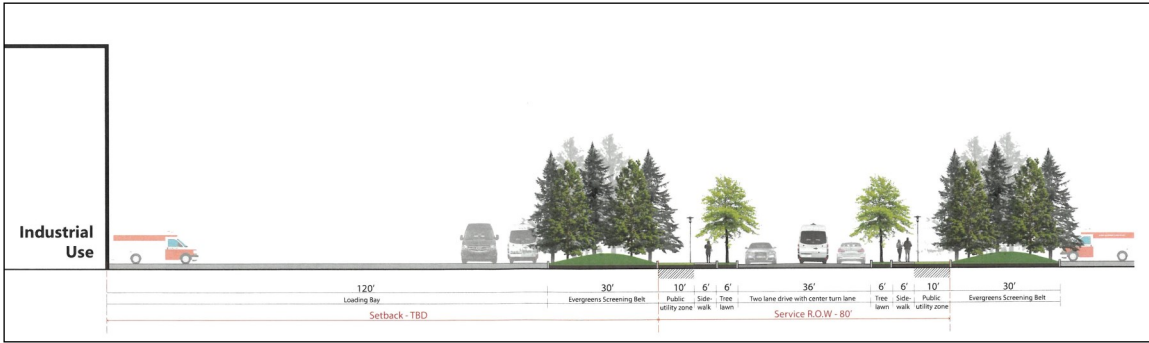 Industrial
Use
120'
30'
10'
6'
6'
36'
6'
6'
10'
30'
Loading Bay
Evergreens Screening Belt
Public
utility zone
Side-
walk
Tree
lawn
Two lane drive with center turn lane
Tree
lawn
Side-
walk
Public
utility zone
Evergreens Screening Belt
Setback - TBD
Service R.O.W - 80'